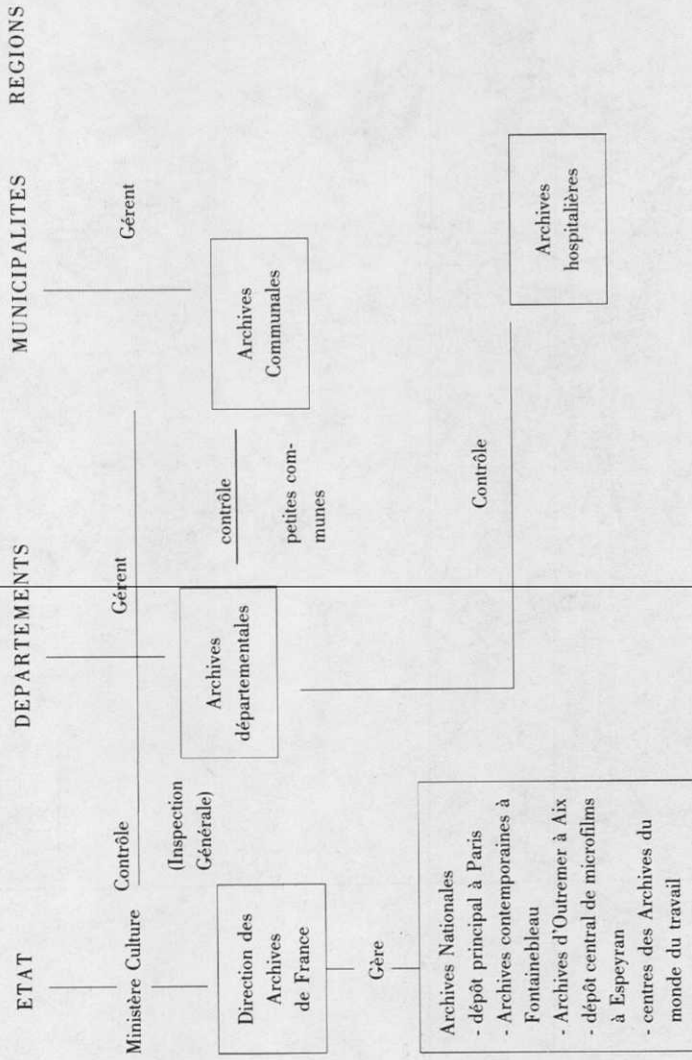 ETAT
DEPARTEMENTS
MUNICIPALITES
REGIONS
Ministère Culture
Contrôle
Gérent
Gérent
(Inspection
Générale)
Direction des
Archives
de France
Archives
départementales
contrôle
petites com-
munes
Archives
Communales
Gère
Contrôle
Archives
hospitalières
Archives Nationales
- dépôt principal à Paris
- Archives contemporaines à
Fontainebleau
- Archives d'Outremer à Aix
- dépôt central de microfilms
à Espeyran
- centres des Archives du
monde du travail